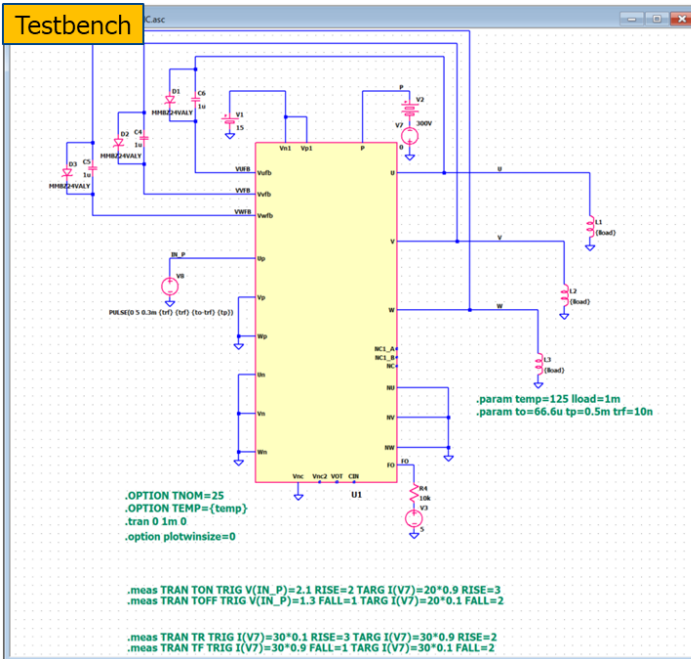 Testbench
C.asc
D1
C6
MMBZ24VALY
1u
V1
15
P
V2
300V
V7
0
D2
C4
MMBZ24VALY
1u
D3
C5
MMBZ24VALY
1u
Vn1
Vp1
P
VUFB
Vufb
U
U
VVFB
Vvfb
VWFB
Vwfb
L1
{lload}
IN_P
Up
V
V
V8
PULSE(0 5 0.3m {trf} {trf} {to-trf} {tp})
L2
{lload}
Vp
W
W
Wp
NC1_A
NC1_B
NC
L3
{lload}
Un
NU
.param temp=125 lload=1m
.param to=66.6u tp=0.5m trf=10n
Vn
NV
Wn
NW
FO
FO
Vnc
Vnc2
VOT
CIN
U1
R4
10k
V3
5
.OPTION TNOM=25
.OPTION TEMP={temp}
.tran 0 1m 0
.option plotwinsize=0
.meas TRAN TON TRIG V(IN_P)=2.1 RISE=2 TARG I(V7)=20*0.9 RISE=3
.meas TRAN TOFF TRIG V(IN_P)=1.3 FALL=1 TARG I(V7)=20*0.1 FALL=2
.meas TRAN TR TRIG I(V7)=30*0.1 RISE=3 TARG I(V7)=30*0.9 RISE=2
.meas TRAN TF TRIG I(V7)=30*0.9 FALL=1 TARG I(V7)=30*0.1 FALL=2